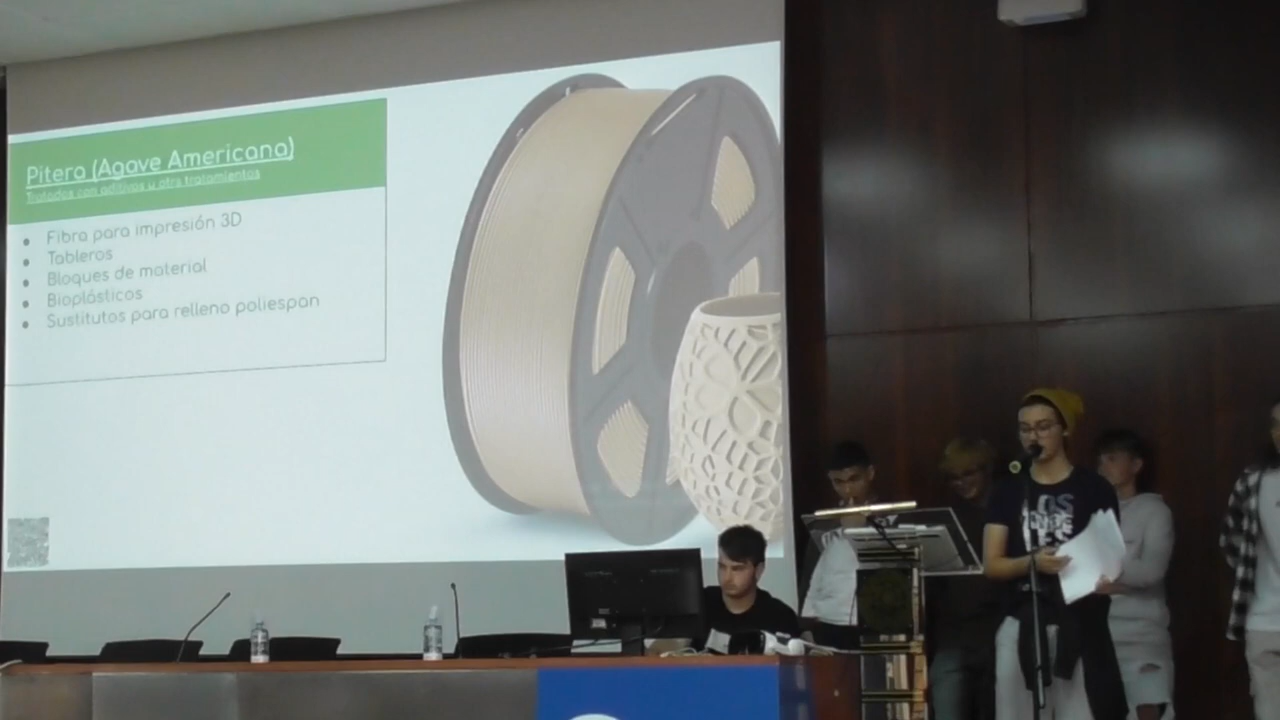 Pitera (Agave Americana)
Tratados con aditivos u otro tratamientos
Fibra para impresión 3D
Tableros
Bloques de material
Bioplásticos
Sustitutos para relleno poliespan
LOS